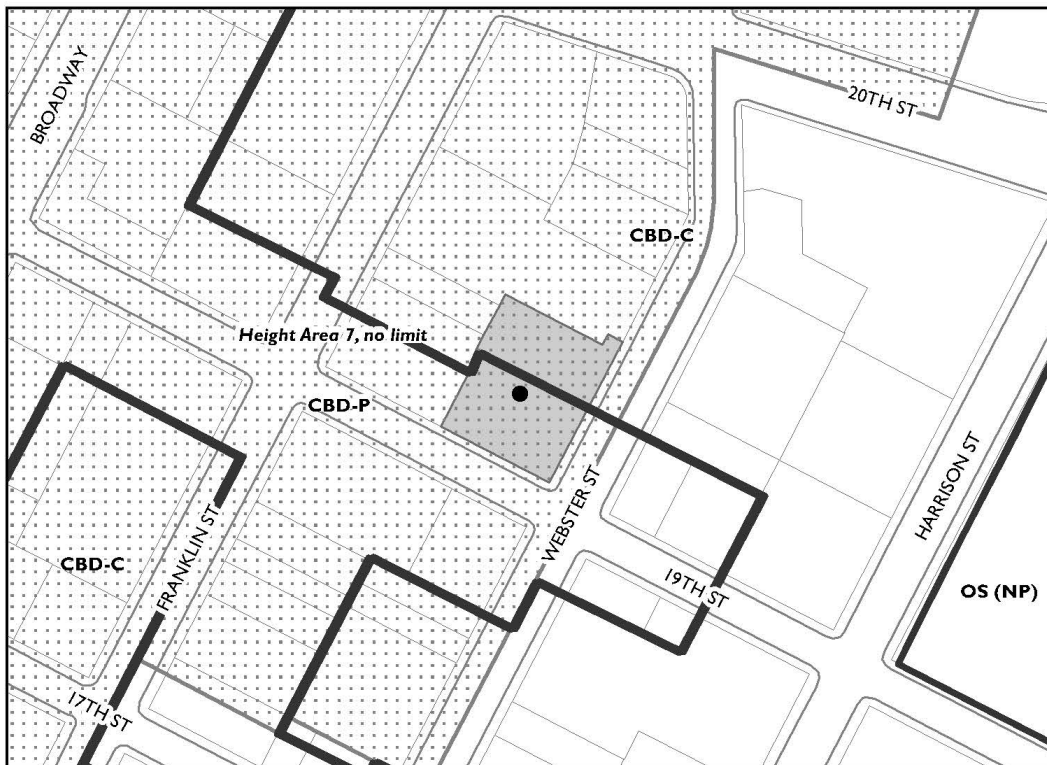 BROADWAY
20TH ST
CBD-C
Height Area 7, no limit
CBD-P
HARRISON ST
WEBSTER ST
FRANKLIN ST
CBD-C
19TH ST
OS (NP)
17TH ST